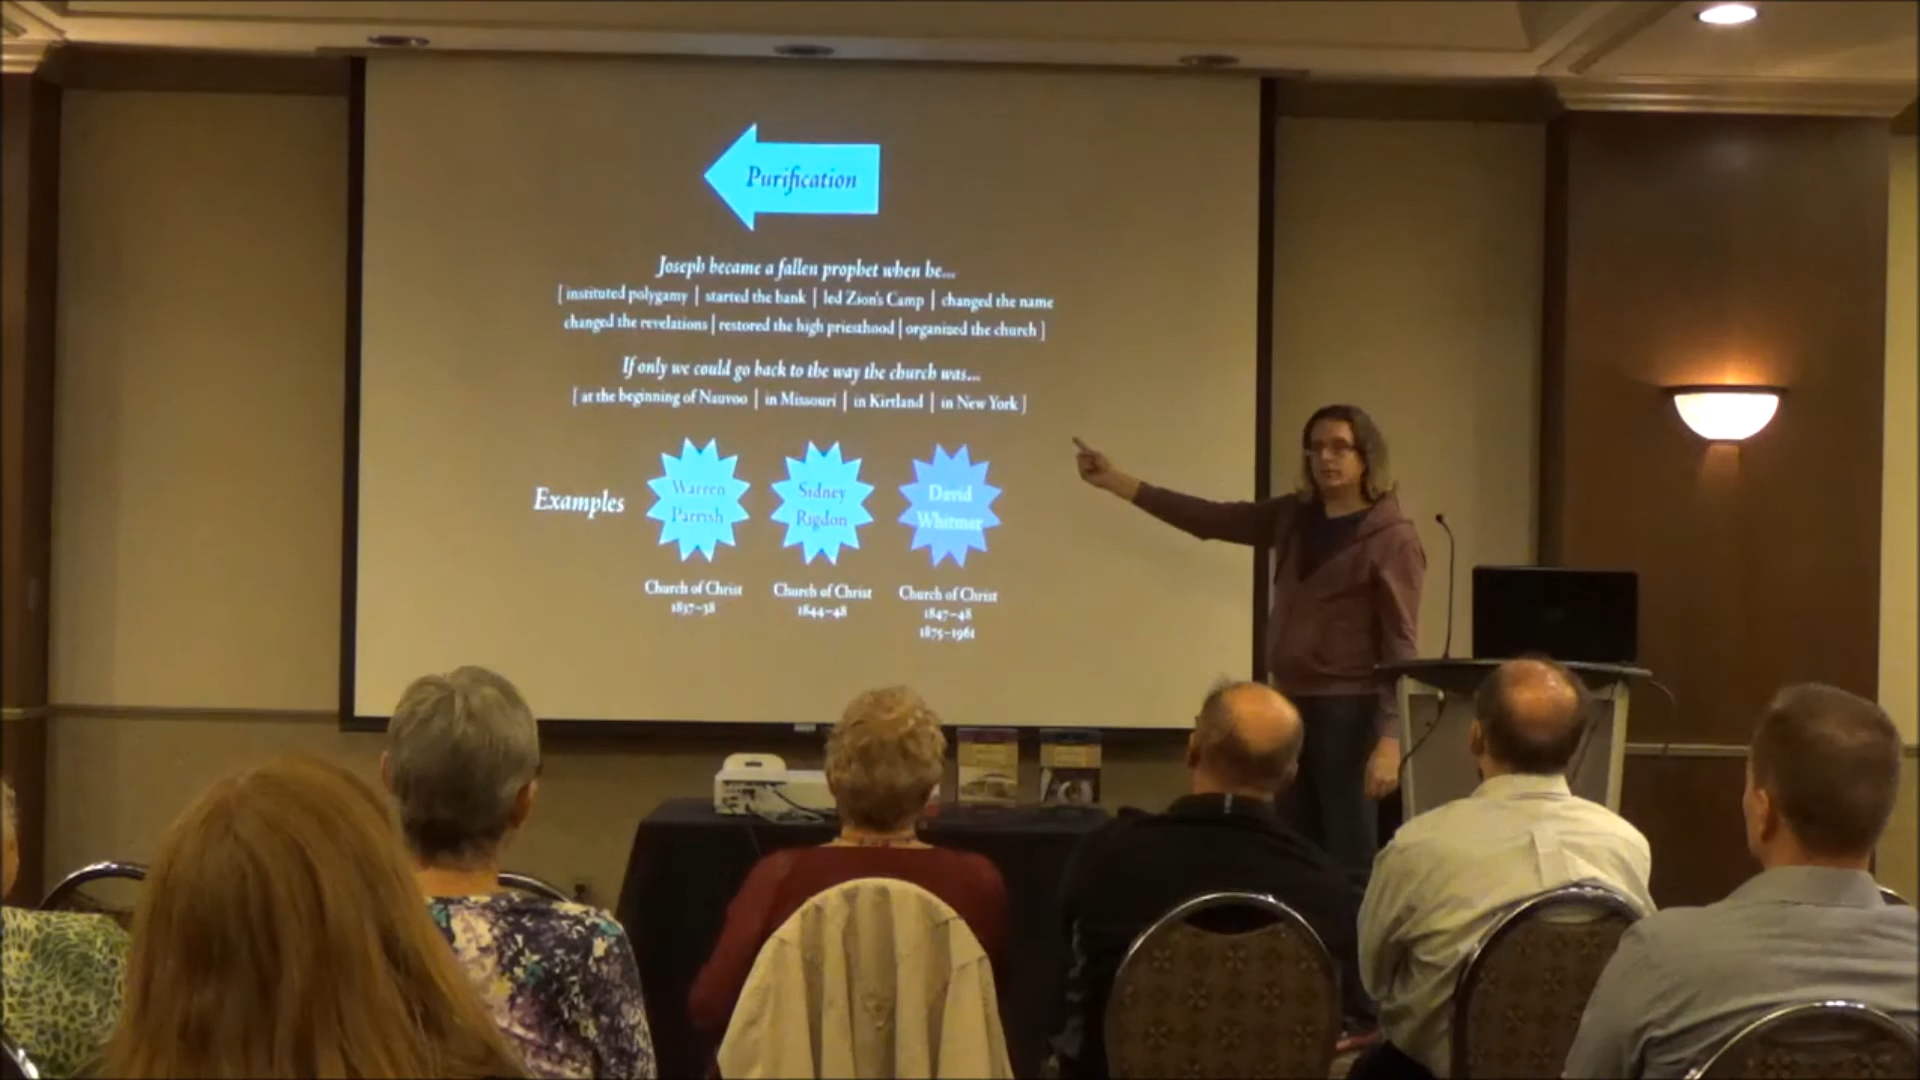 Purification
Joseph became a fallen prophet when he...
[ instituted polygamy | started the bank | led Zion's Camp | changed the name
changed the revelations | restored the high priesthood | organized the church ]
If only we could go back to the way the church was...
[ at the beginning of Nauvoo | in Missouri | in Kirtland | in New York ]
Examples
Warren
Parrish
Sidney
Rigdon
David
Whitmer
Church of Christ
1837–38
Church of Christ
1844–48
Church of Christ
1847–48
1875–1961